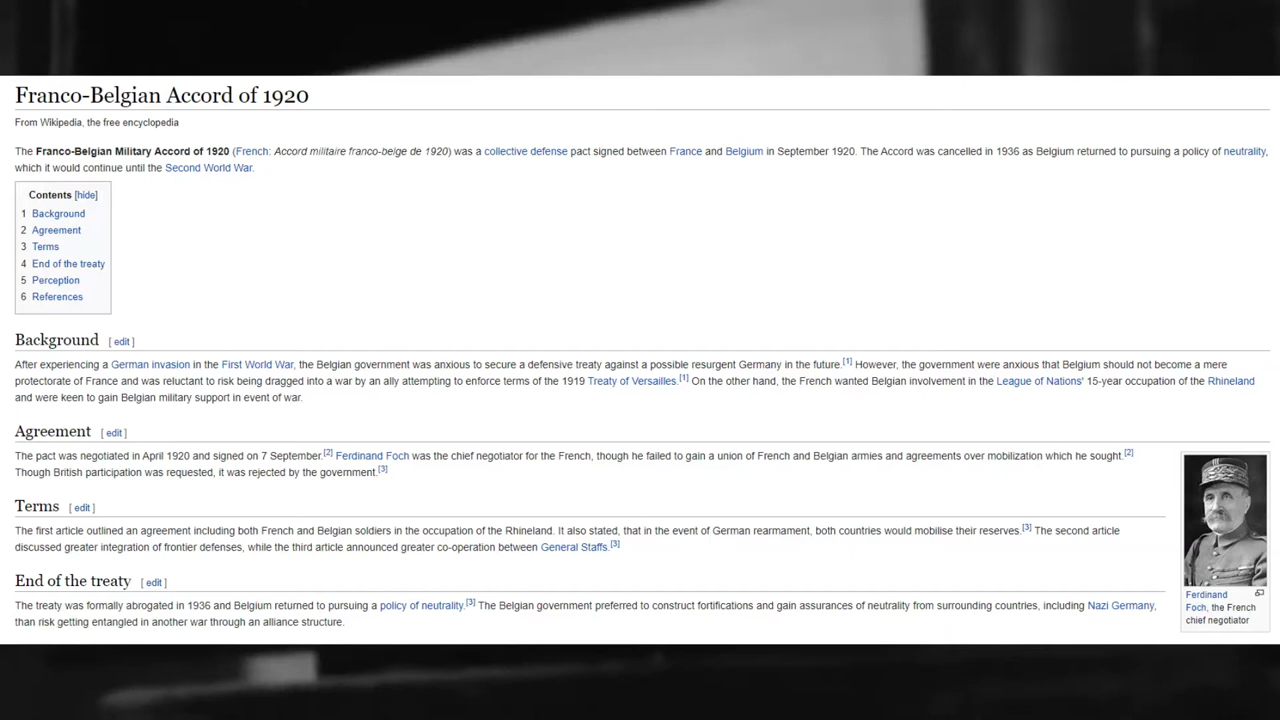 Franco-Belgian Accord of 1920
From Wikipedia, the free encyclopedia
The Franco-Belgian Military Accord of 1920 (French: Accord militaire franco-beige de 1920) was a collective defense pact signed between France and Belgium in September 1920. The Accord was cancelled in 1936 as Belgium returned to pursuing a policy of neutrality,
which it would continue until the Second World War.
Contents [hide]
1 Background
2 Agreement
3 Terms
4 End of the treaty
5 Perception
6 References
Background [ edit ]
After experiencing a German invasion in the First World War, the Belgian government was anxious to secure a defensive treaty against a possible resurgent Germany in the future.[1] However, the government were anxious that Belgium should not become a mere
protectorate of France and was reluctant to risk being dragged into a war by an ally attempting to enforce terms of the 1919 Treaty of Versailles.[1] On the other hand, the French wanted Belgian involvement in the League of Nations' 15-year occupation of the Rhineland
and were keen to gain Belgian military support in event of war.
Agreement [ edit ]
The pact was negotiated in April 1920 and signed on 7 September.[2] Ferdinand Foch was the chief negotiator for the French, though he failed to gain a union of French and Belgian armies and agreements over mobilization which he sought.[2]
Though British participation was requested, it was rejected by the government.[3]
Terms [ edit ]
The first article outlined an agreement including both French and Belgian soldiers in the occupation of the Rhineland. It also stated, that in the event of German rearmament, both countries would mobilise their reserves.[3] The second article
discussed greater integration of frontier defenses, while the third article announced greater co-operation between General Staffs.[3]
End of the treaty [ edit ]
The treaty was formally abrogated in 1936 and Belgium returned to pursuing a policy of neutrality.[3] The Belgian government preferred to construct fortifications and gain assurances of neutrality from surrounding countries, including Nazi Germany,
than risk getting entangled in another war through an alliance structure.
Ferdinand
Foch, the French
chief negotiator